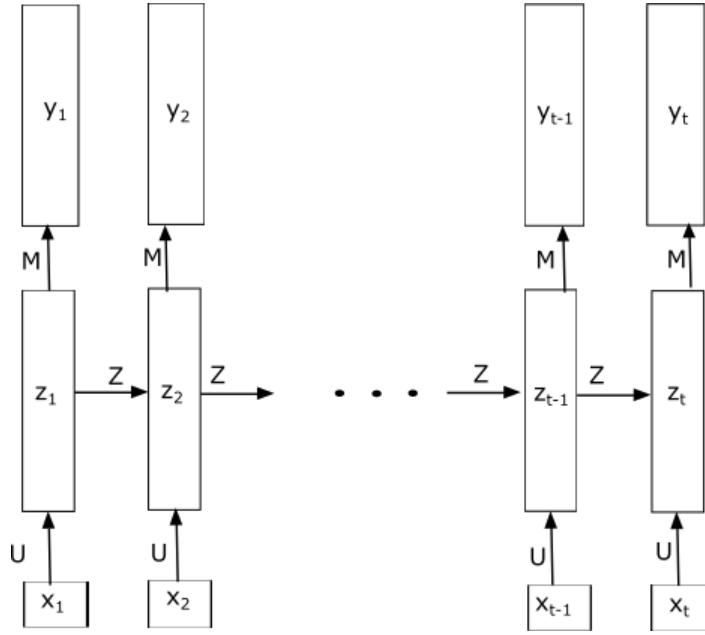 y₁ y₂ yₜ₋₁ yₜ
M M M M
Z Z Z Z
z₁ z₂ zₜ₋₁ zₜ
U U U U
x₁ x₂ xₜ₋₁ xₜ